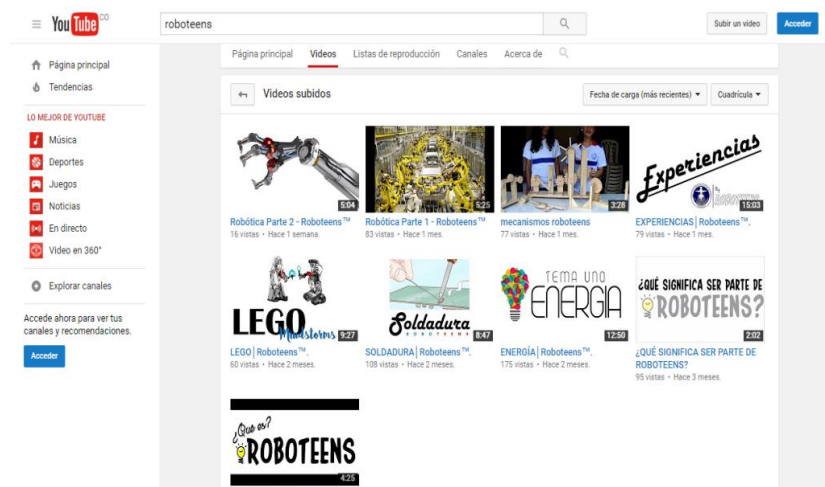 YouTube CO
roboteens
Subir un video
Acceder
Página principal
Tendencias
LO MEJOR DE YOUTUBE
Música
Deportes
Juegos
Noticias
En directo
Video en 360°
Explorar canales
Accede ahora para ver tus
canales y recomendaciones.
Acceder
Página principal Videos Listas de reproducción Canales Acerca de
Videos subidos
Fecha de carga (más recientes)
Cuadrícula
5:04
Robótica Parte 2 - Roboteens™
16 vistas • Hace 1 semana.
5:25
Robótica Parte 1 - Roboteens™
83 vistas • Hace 1 mes.
3:28
mecanismos roboteens
77 vistas • Hace 1 mes.
Experiencias
By
ROBOTEENS
15:03
EXPERIENCIAS | Roboteens™.
79 vistas • Hace 1 mes.
LEGO
Mindstorms
9:27
LEGO | Roboteens™.
60 vistas • Hace 2 meses.
Soldadura
ROBOTEENS
8:47
SOLDADURA | Roboteens™.
108 vistas • Hace 2 meses.
TEMA UNO
ENERGIA
12:50
ENERGÍA | Roboteens™.
175 vistas • Hace 2 meses.
¿QUÉ SIGNIFICA SER PARTE DE
ROBOTEENS?
2:02
¿QUÉ SIGNIFICA SER PARTE DE
ROBOTEENS?
95 vistas • Hace 3 meses.
¿Que es?
ROBOTEENS
4:25